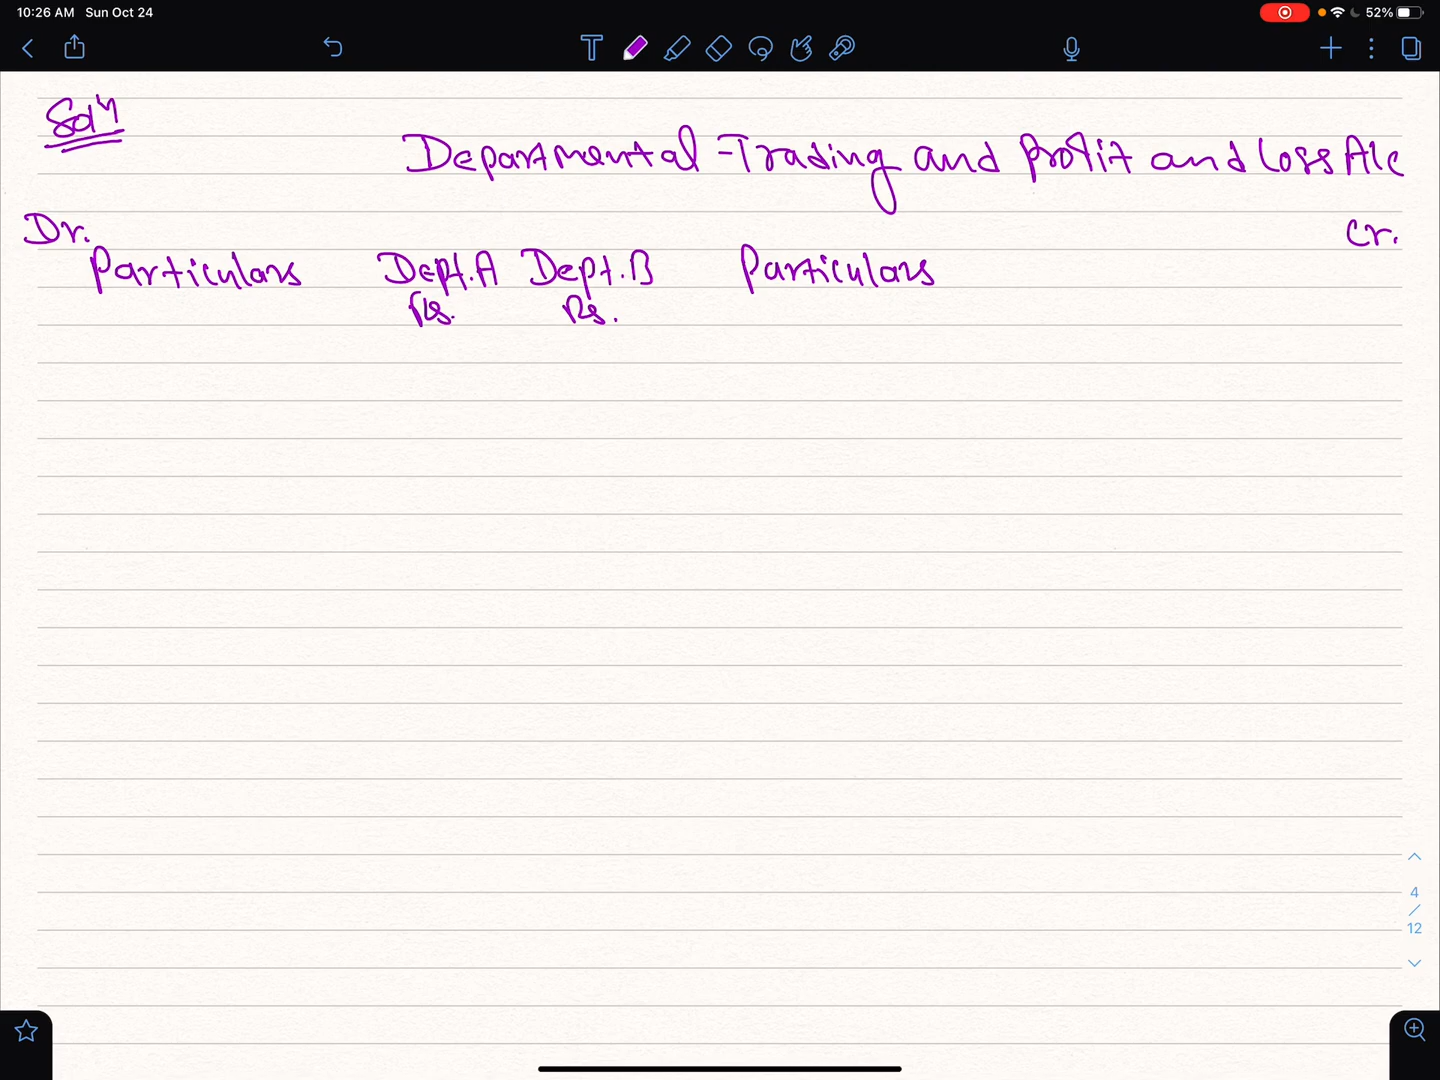 10:26 AM Sun Oct 24 52%
Sol'n
Departmental Trading and Profit and Loss A/c
Dr. Cr.
Particulars Dept.A Dept.B Particulars
Rs. Rs.
4
/
12